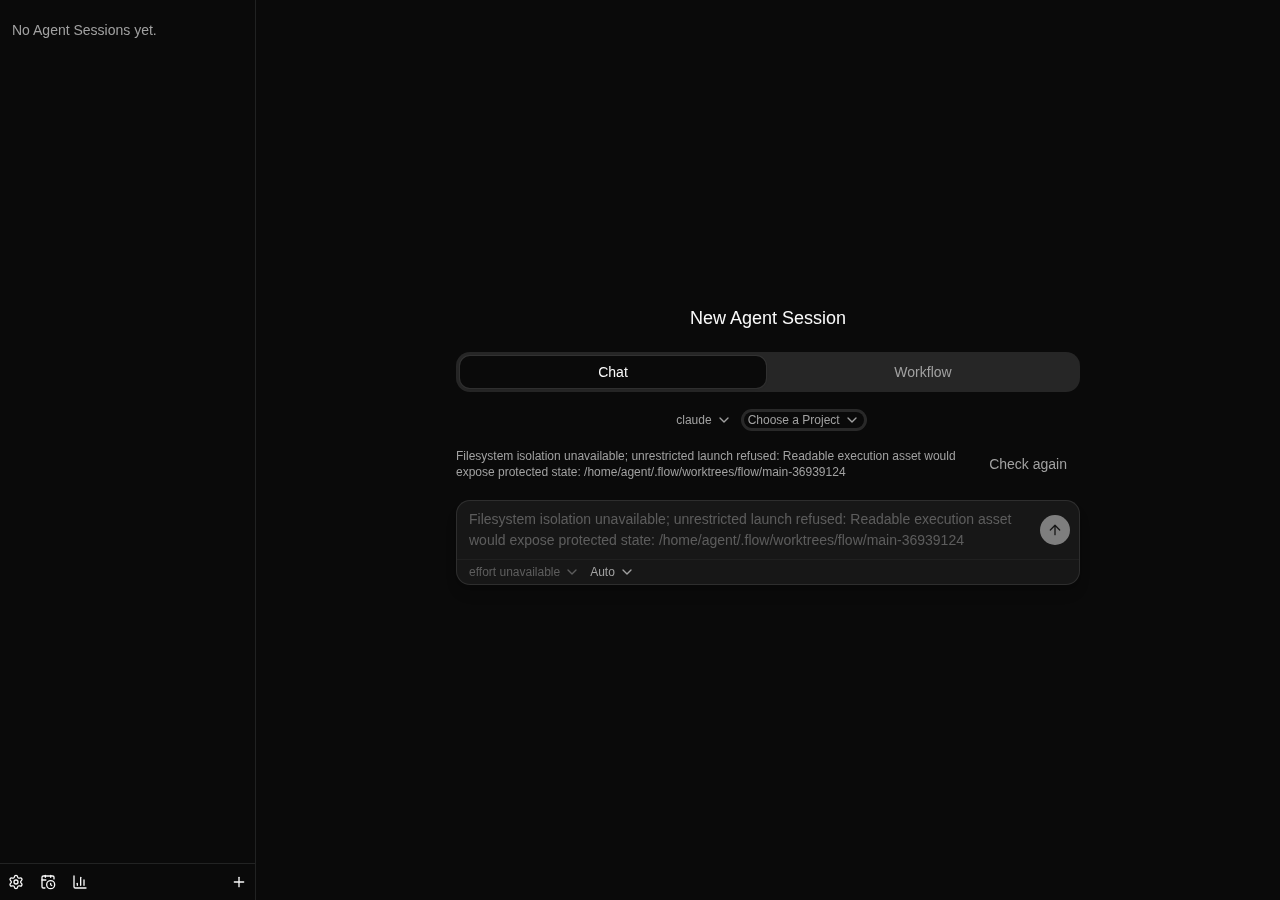 No Agent Sessions yet.
New Agent Session
Chat
Workflow
claude
Choose a Project
Filesystem isolation unavailable; unrestricted launch refused: Readable execution asset would
expose protected state: /home/agent/.flow/worktrees/flow/main-36939124
Check again
Filesystem isolation unavailable; unrestricted launch refused: Readable execution asset
would expose protected state: /home/agent/.flow/worktrees/flow/main-36939124
effort unavailable
Auto